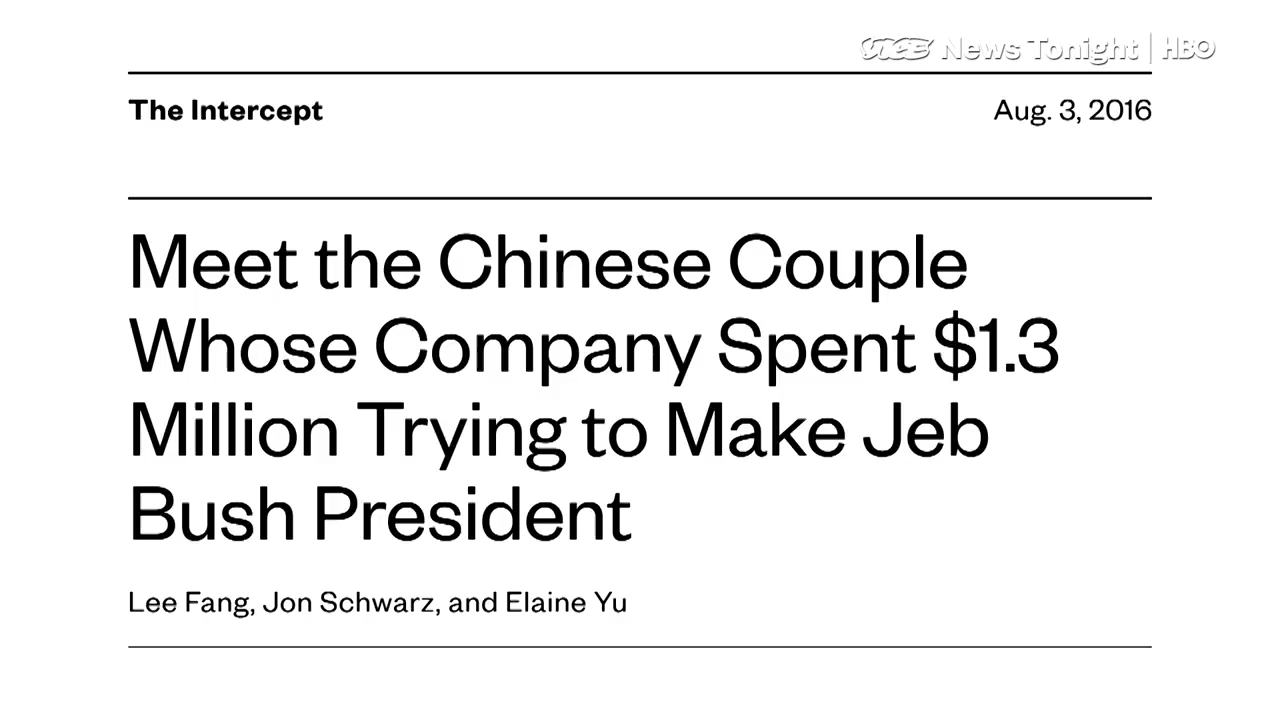 VICE News Tonight | HBO
The Intercept
Aug. 3, 2016
Meet the Chinese Couple
Whose Company Spent $1.3
Million Trying to Make Jeb
Bush President
Lee Fang, Jon Schwarz, and Elaine Yu